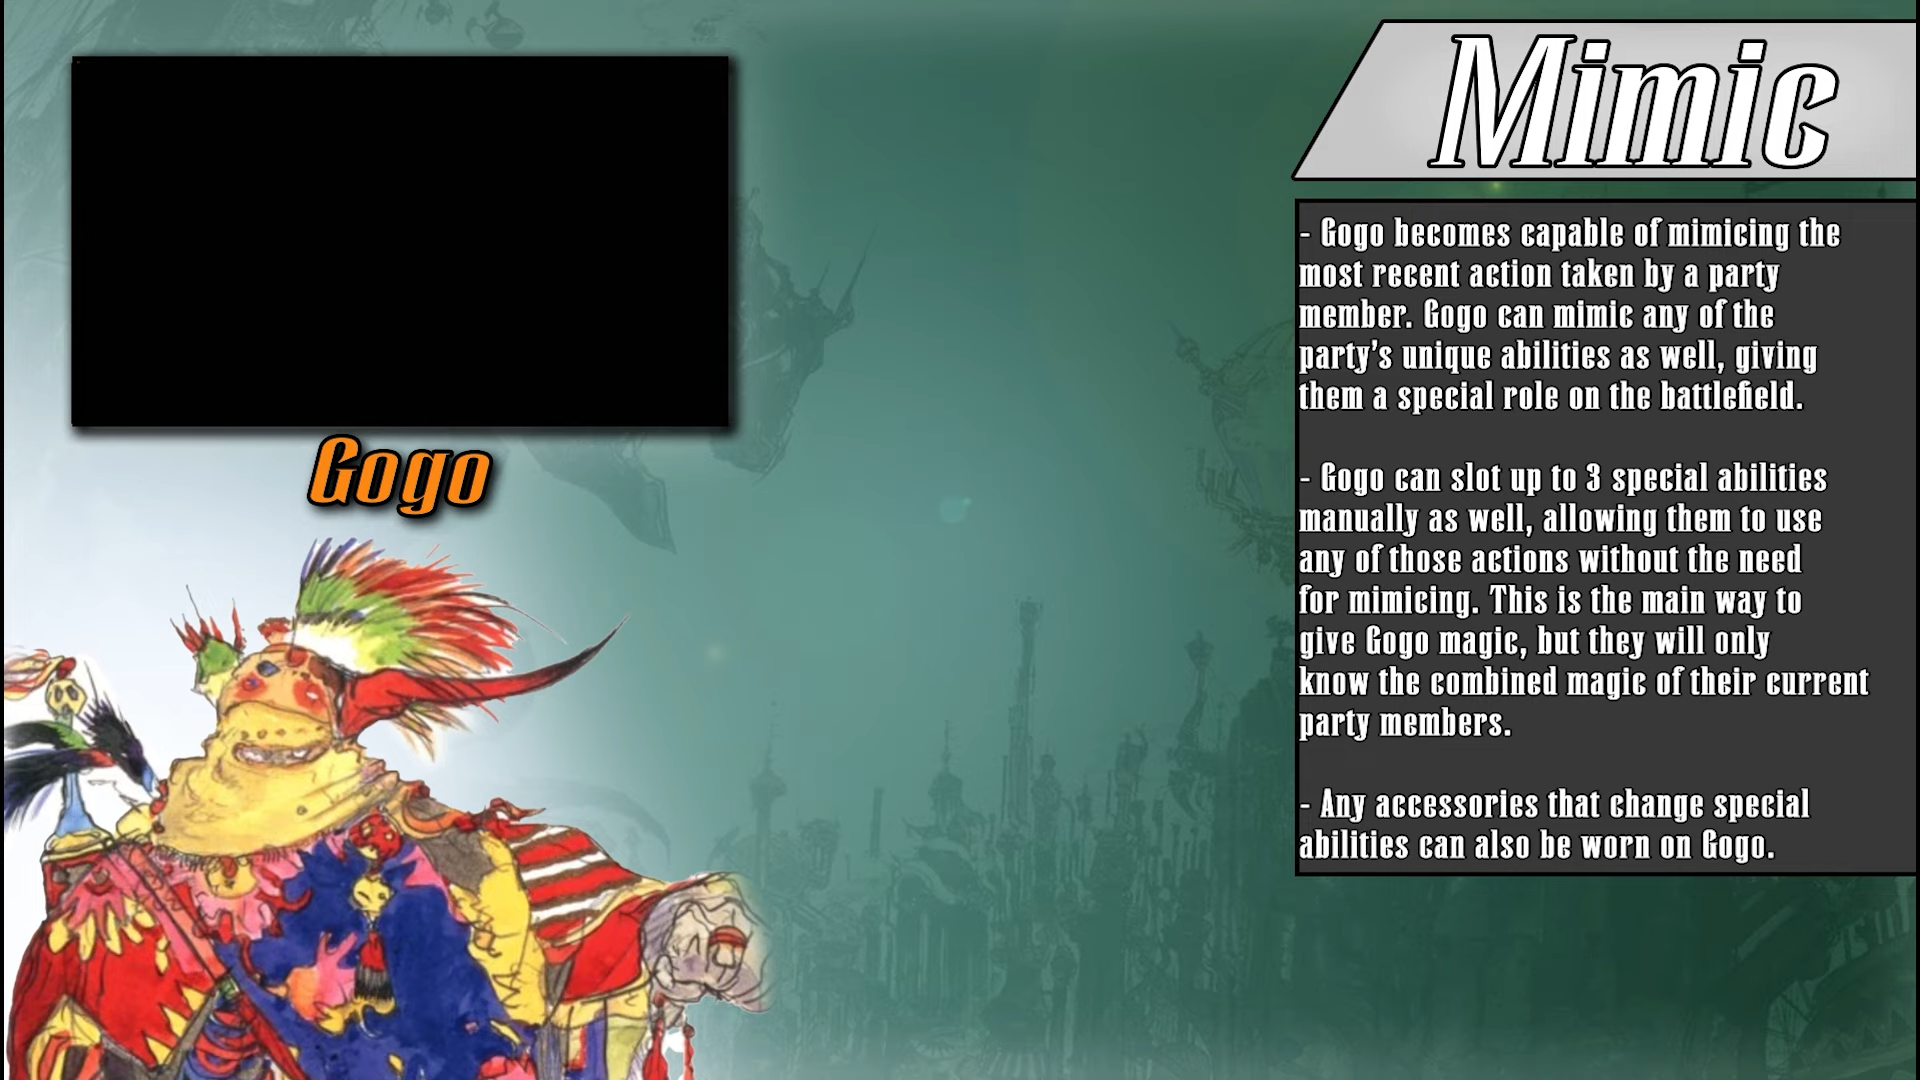 Mimic
Gogo
- Gogo becomes capable of mimicing the
most recent action taken by a party
member. Gogo can mimic any of the
party's unique abilities as well, giving
them a special role on the battlefield.
- Gogo can slot up to 3 special abilities
manually as well, allowing them to use
any of those actions without the need
for mimicing. This is the main way to
give Gogo magic, but they will only
know the combined magic of their current
party members.
- Any accessories that change special
abilities can also be worn on Gogo.